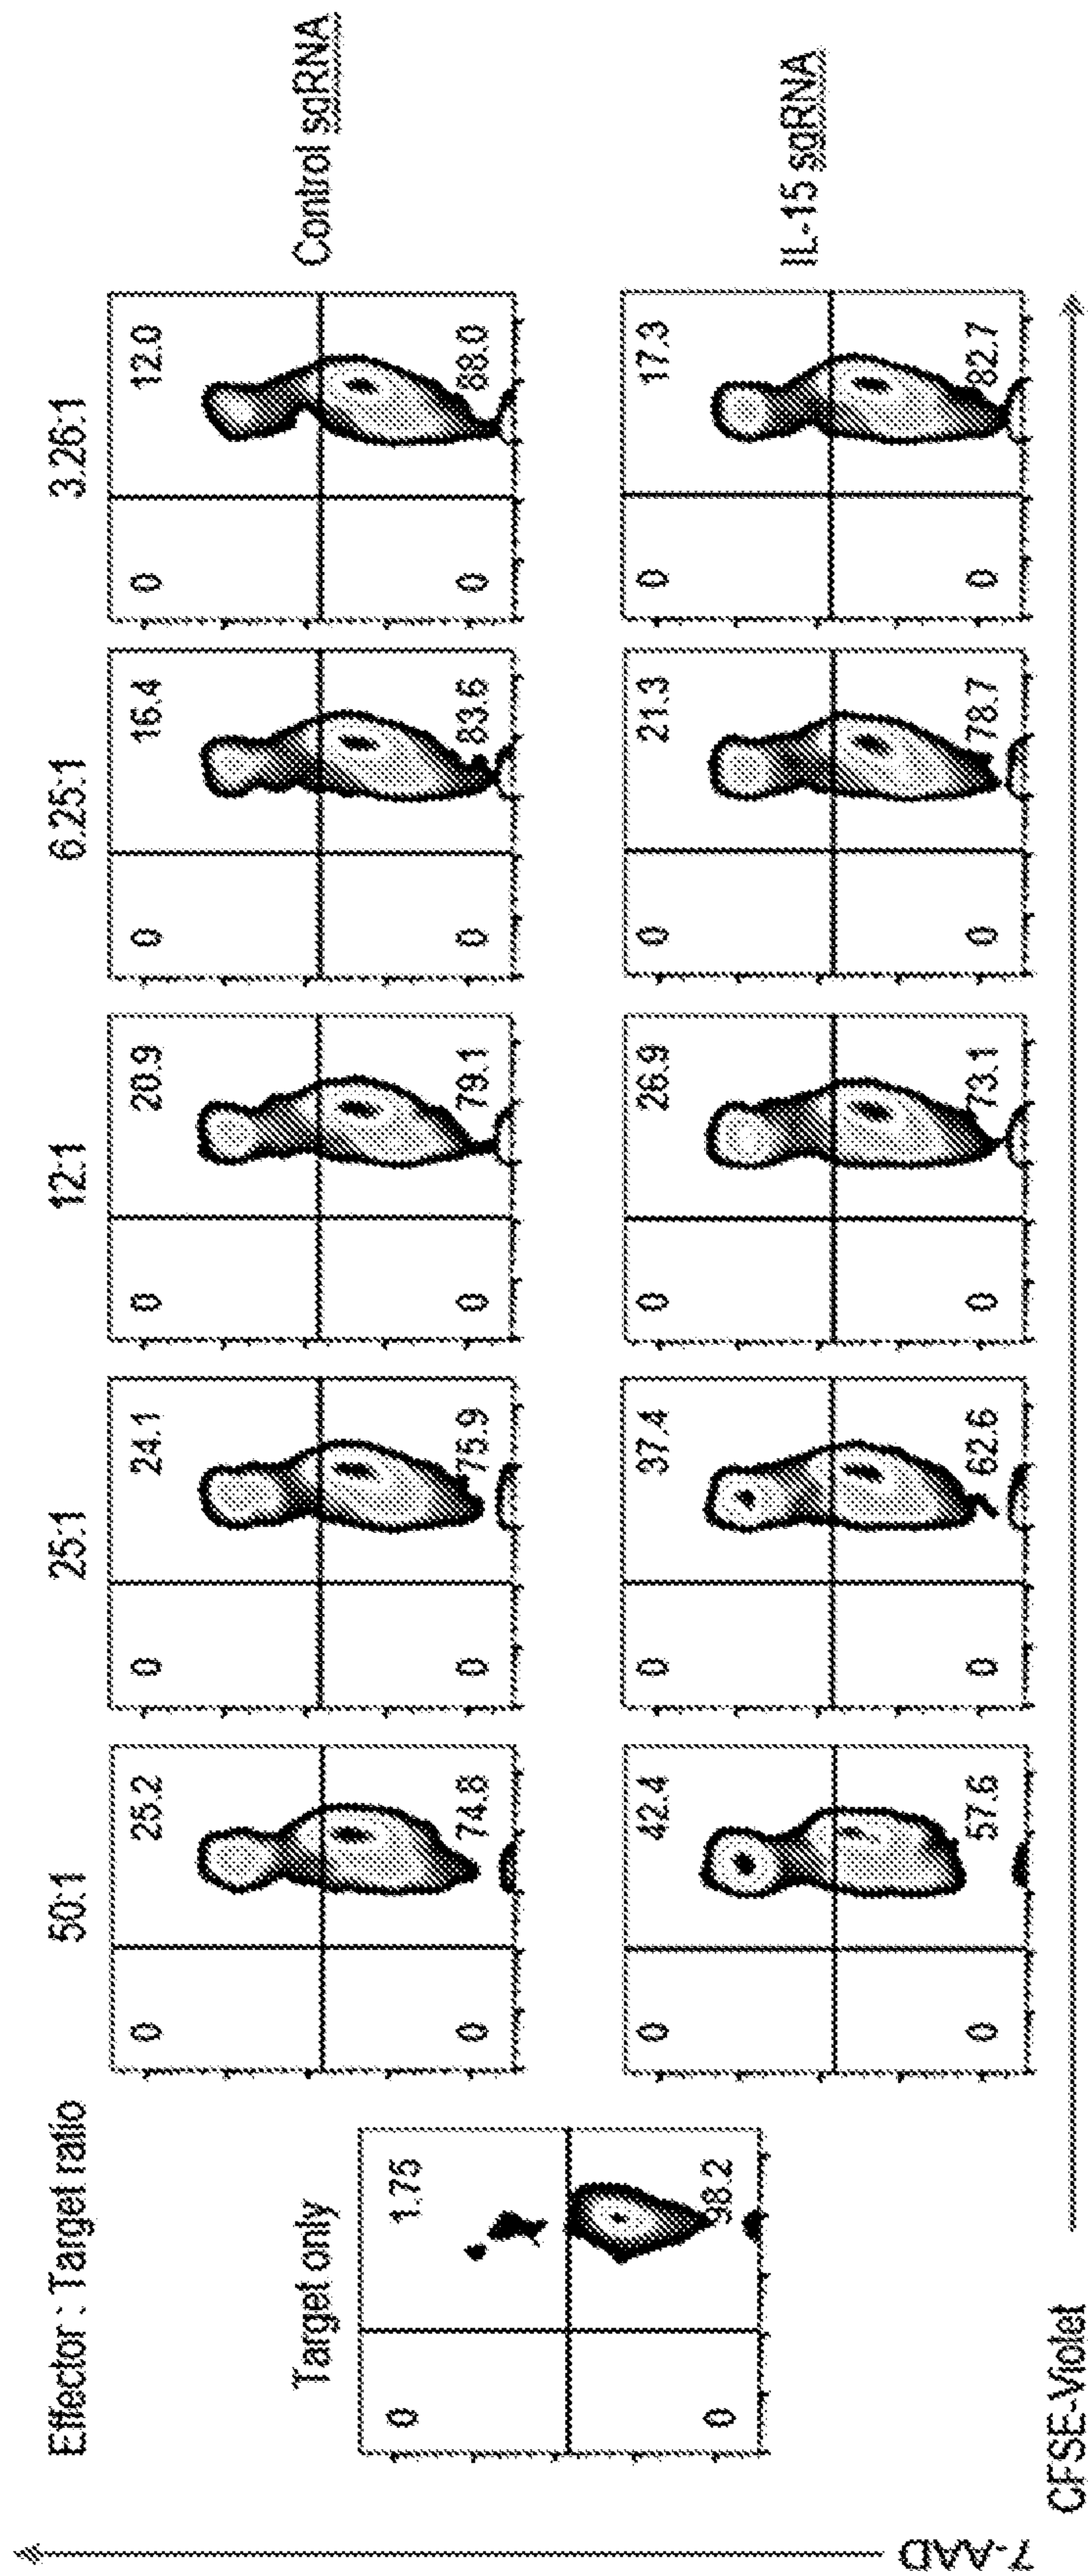 Effector : Target ratio
50:1 25:1 12:1 6.25:1 3.26:1
0 25.2 0 24.1 0 20.9 0 16.4 0 12.0
Control sgRNA
0 74.8 0 75.9 0 79.1 0 83.6 0 88.0
Target only
0 1.75
0 98.2
0 42.4 0 37.4 0 26.9 0 21.3 0 17.3
IL-15 sgRNA
0 57.6 0 62.6 0 73.1 0 78.7 0 82.7
7-AAD
CFSE-Violet